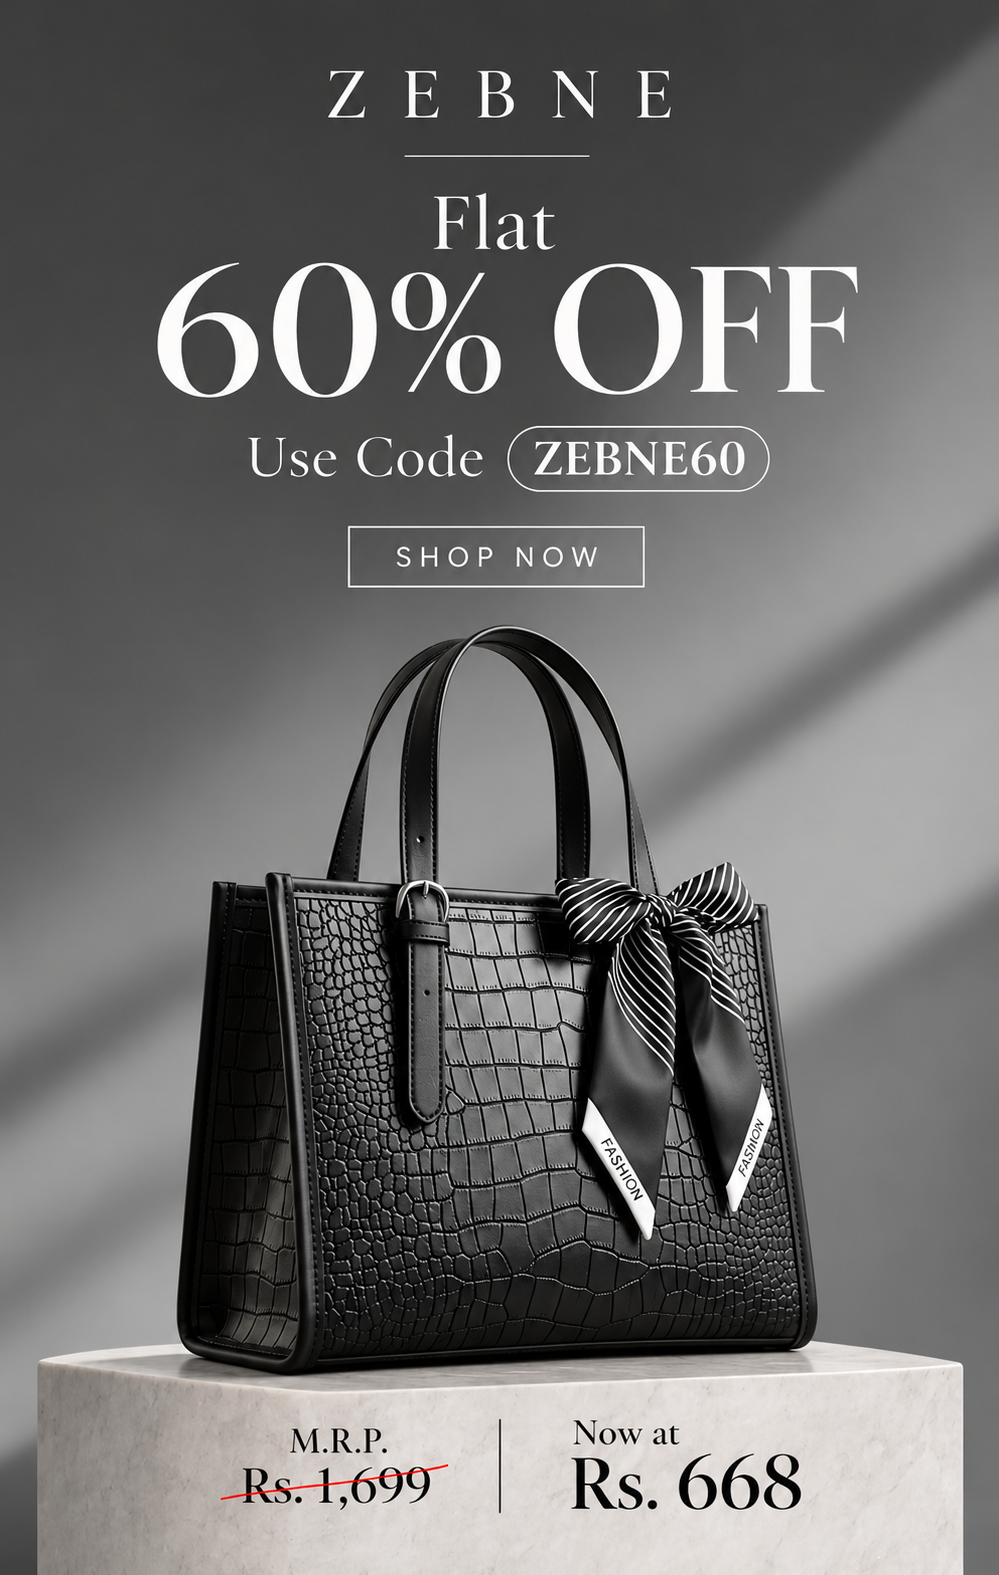 ZEBNE
Flat
60% OFF
Use Code ZEBNE60
SHOP NOW
FASHION
FASHION
M.R.P.
Rs. 1,699
Now at
Rs. 668